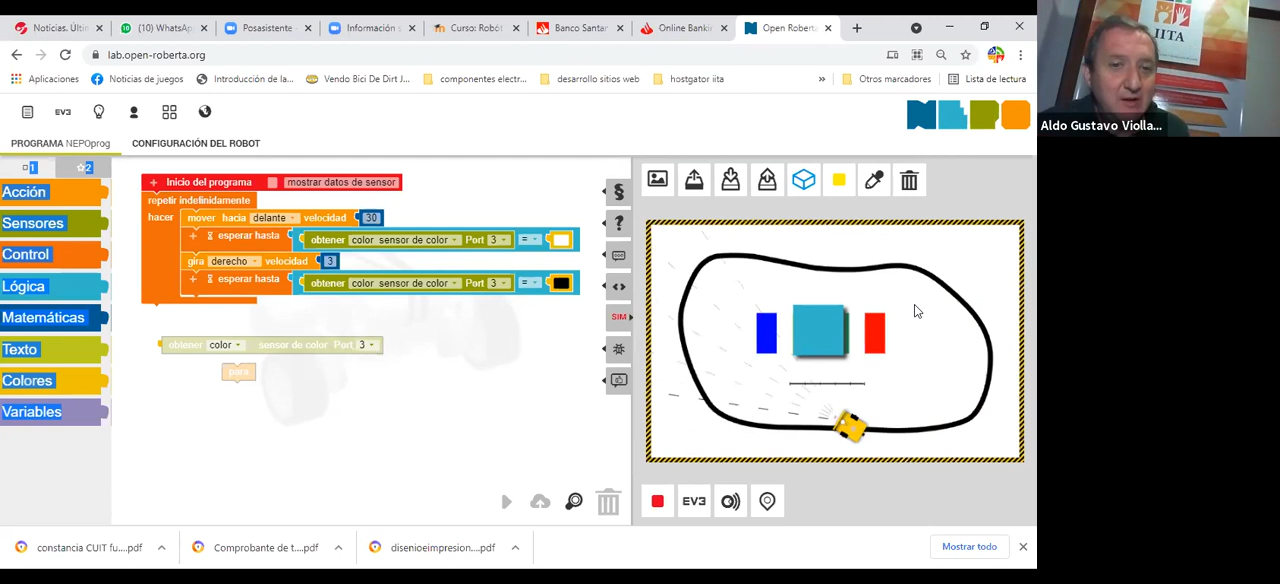 Noticias. Últin
(10) WhatsAp
Posasistente -
Información s
Curso: Robót
Banco Santar
Online Bankin
Open Roberta
lab.open-roberta.org
Aplicaciones
Noticias de juegos
Introducción de la...
Vendo Bici De Dirt J...
componentes electr...
desarrollo sitios web
hostgator iita
»
Otros marcadores
Lista de lectura
IITA
Aldo Gustavo Violla...
EV3
PROGRAMA NEPOprog
CONFIGURACIÓN DEL ROBOT
1
2
Acción
Sensores
Control
Lógica
Matemáticas
Texto
Colores
Variables
+ Inicio del programa mostrar datos de sensor
repetir indefinidamente
hacer mover hacia delante velocidad 30
+ esperar hasta obtener color sensor de color Port 3 =
gira derecho velocidad 3
+ esperar hasta obtener color sensor de color Port 3 =
obtener color sensor de color Port 3
para
§
?
SIM
EV3
constancia CUIT fu....pdf
Comprobante de t....pdf
disenioeimpresion....pdf
Mostrar todo